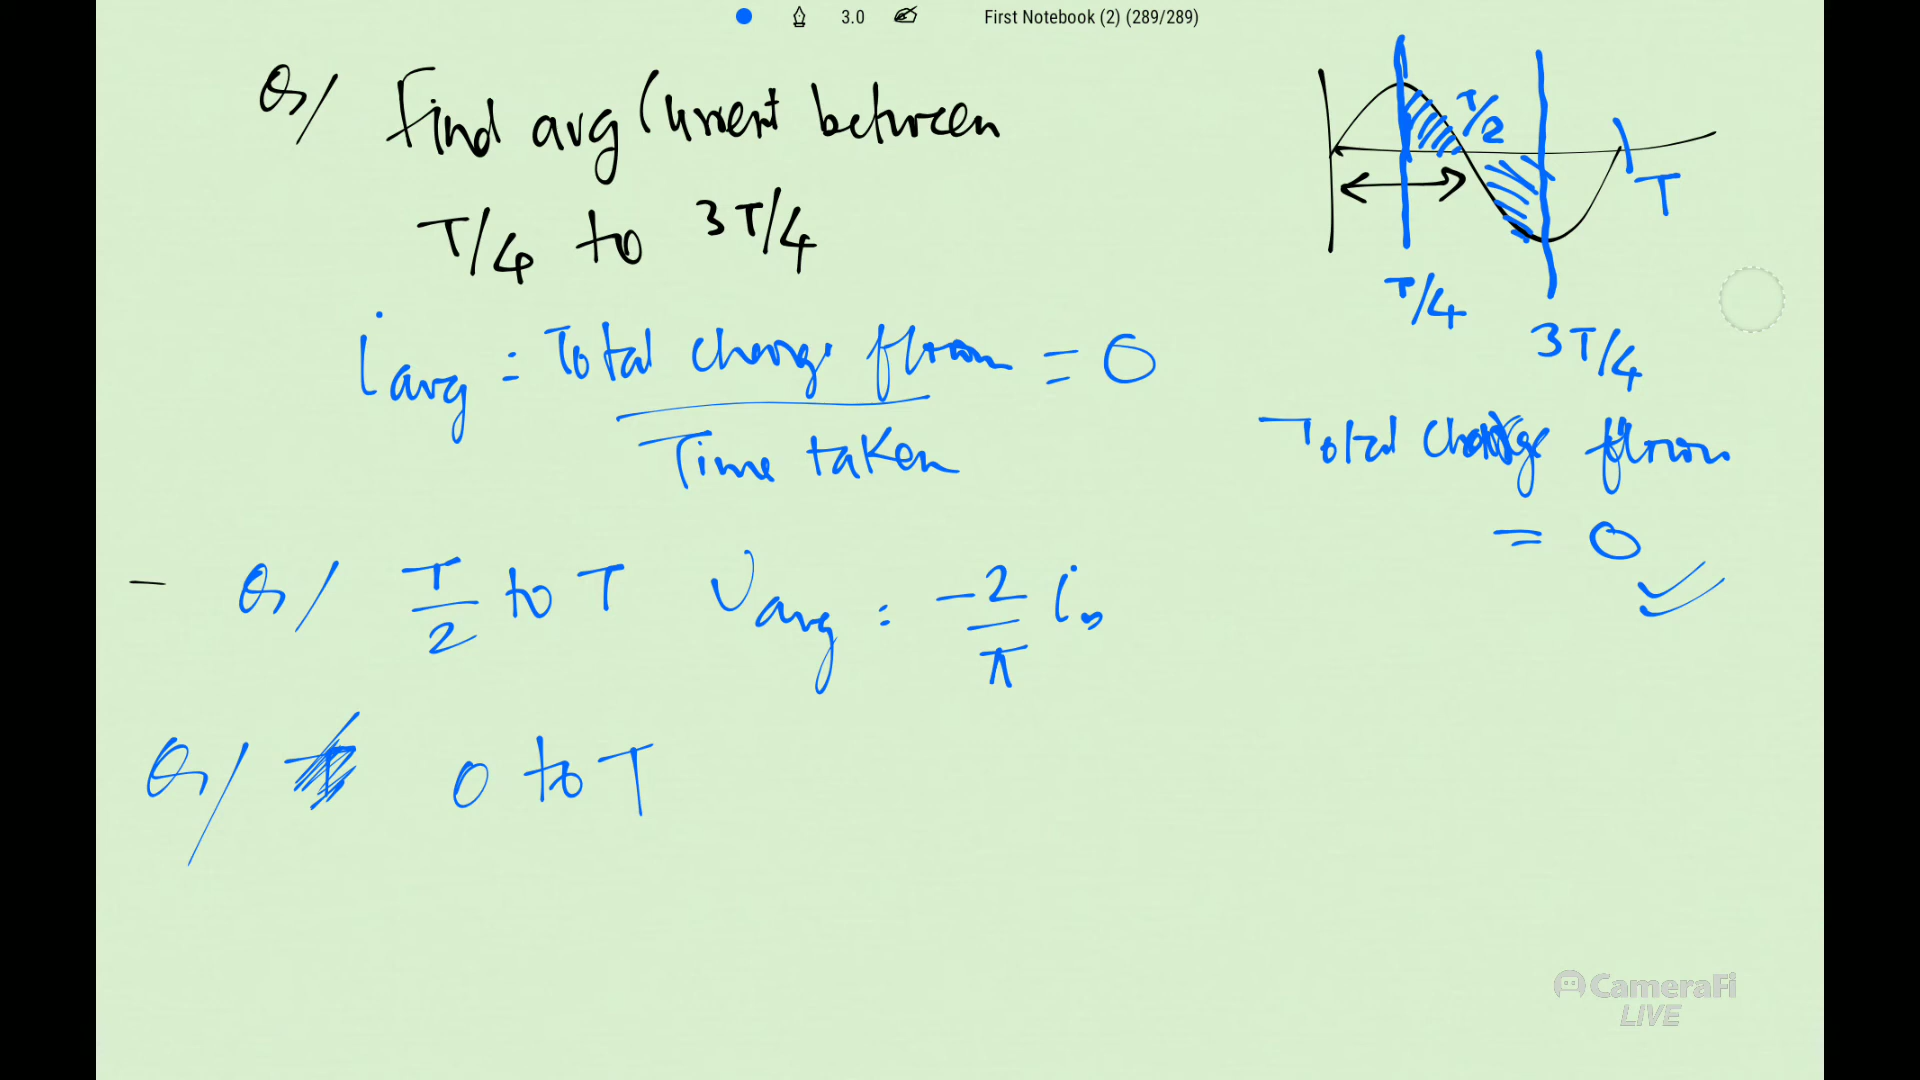 3.0 First Notebook (2) (289/289)
Q/ Find avg Current between
T/4 to 3T/4
T/2
T
T/4
3T/4
i avg = Total charge flown = 0
Time taken
Total charge flown
= 0
Q/ T/2 to T υavg = -2/π i₀
Q/ 0 to T
CameraFi
LIVE